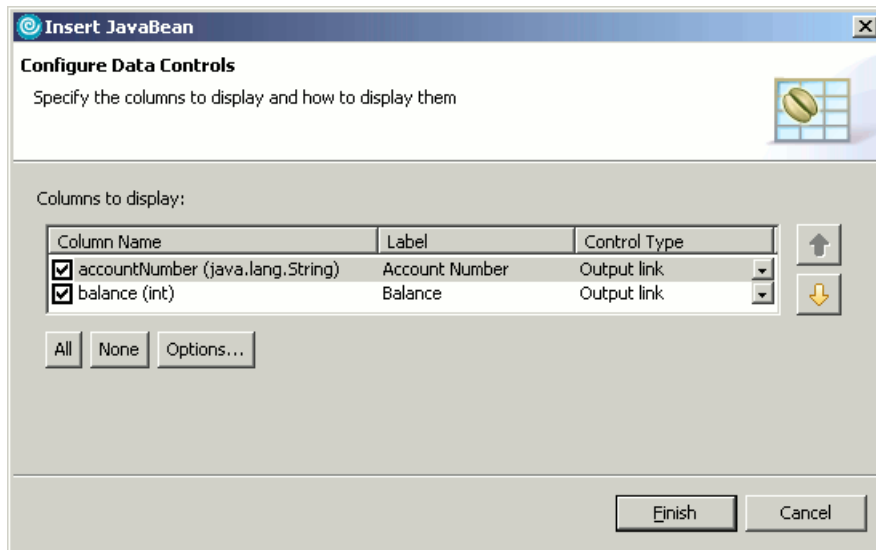 Insert JavaBean
Configure Data Controls
Specify the columns to display and how to display them
Columns to display:
Column Name Label Control Type
accountNumber (java.lang.String) Account Number Output link
balance (int) Balance Output link
All None Options...
Finish Cancel